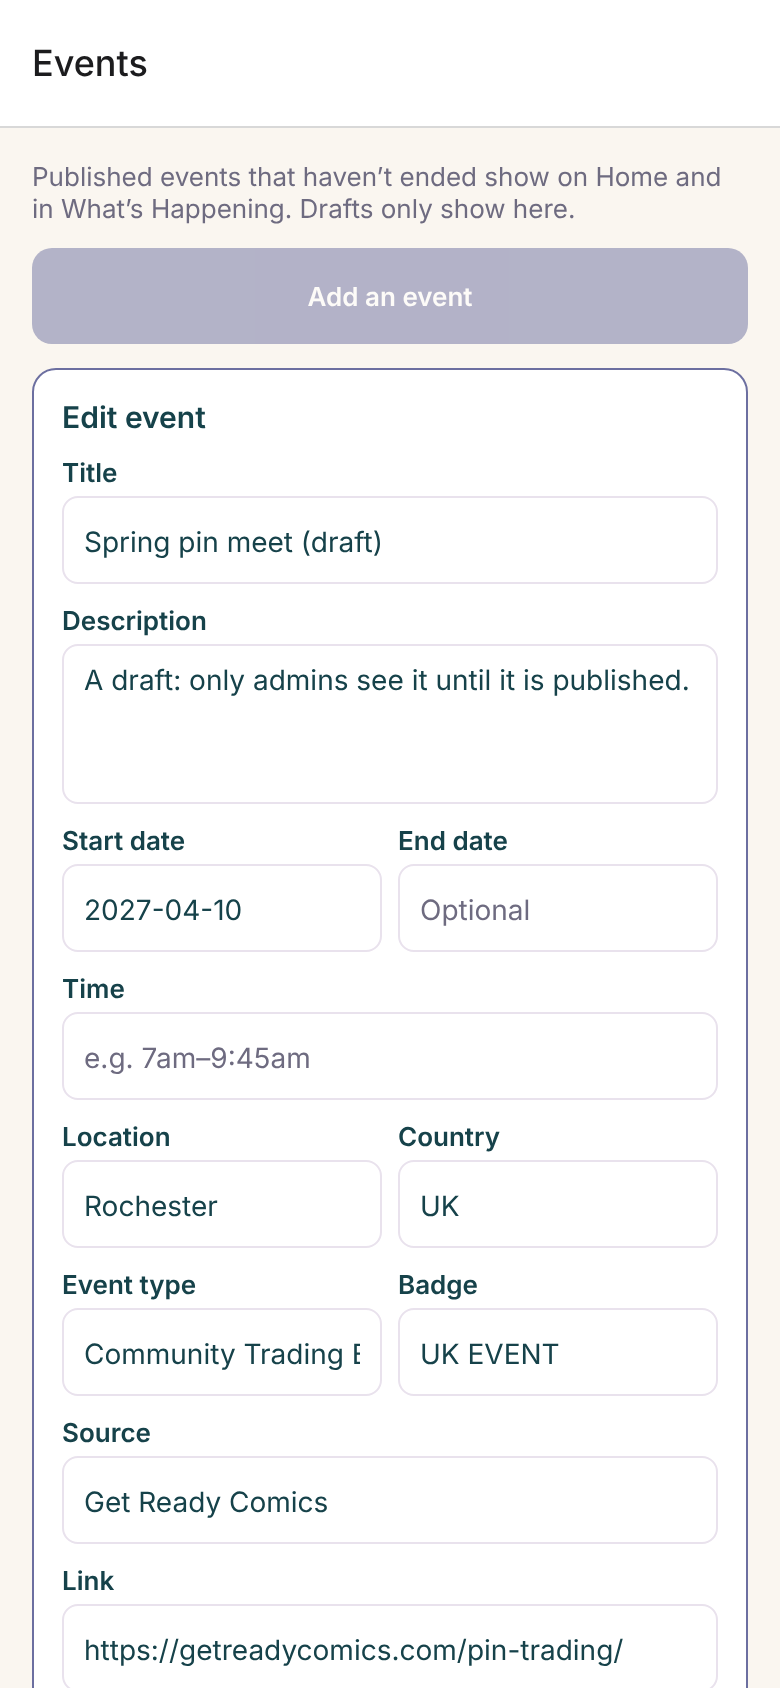 Events
Published events that haven’t ended show on Home and
in What’s Happening. Drafts only show here.
Add an event
Edit event
Title
Spring pin meet (draft)
Description
A draft: only admins see it until it is published.
Start date
End date
2027-04-10
Optional
Time
e.g. 7am–9:45am
Location
Country
Rochester
UK
Event type
Badge
Community Trading
UK EVENT
Source
Get Ready Comics
Link
https://getreadycomics.com/pin-trading/